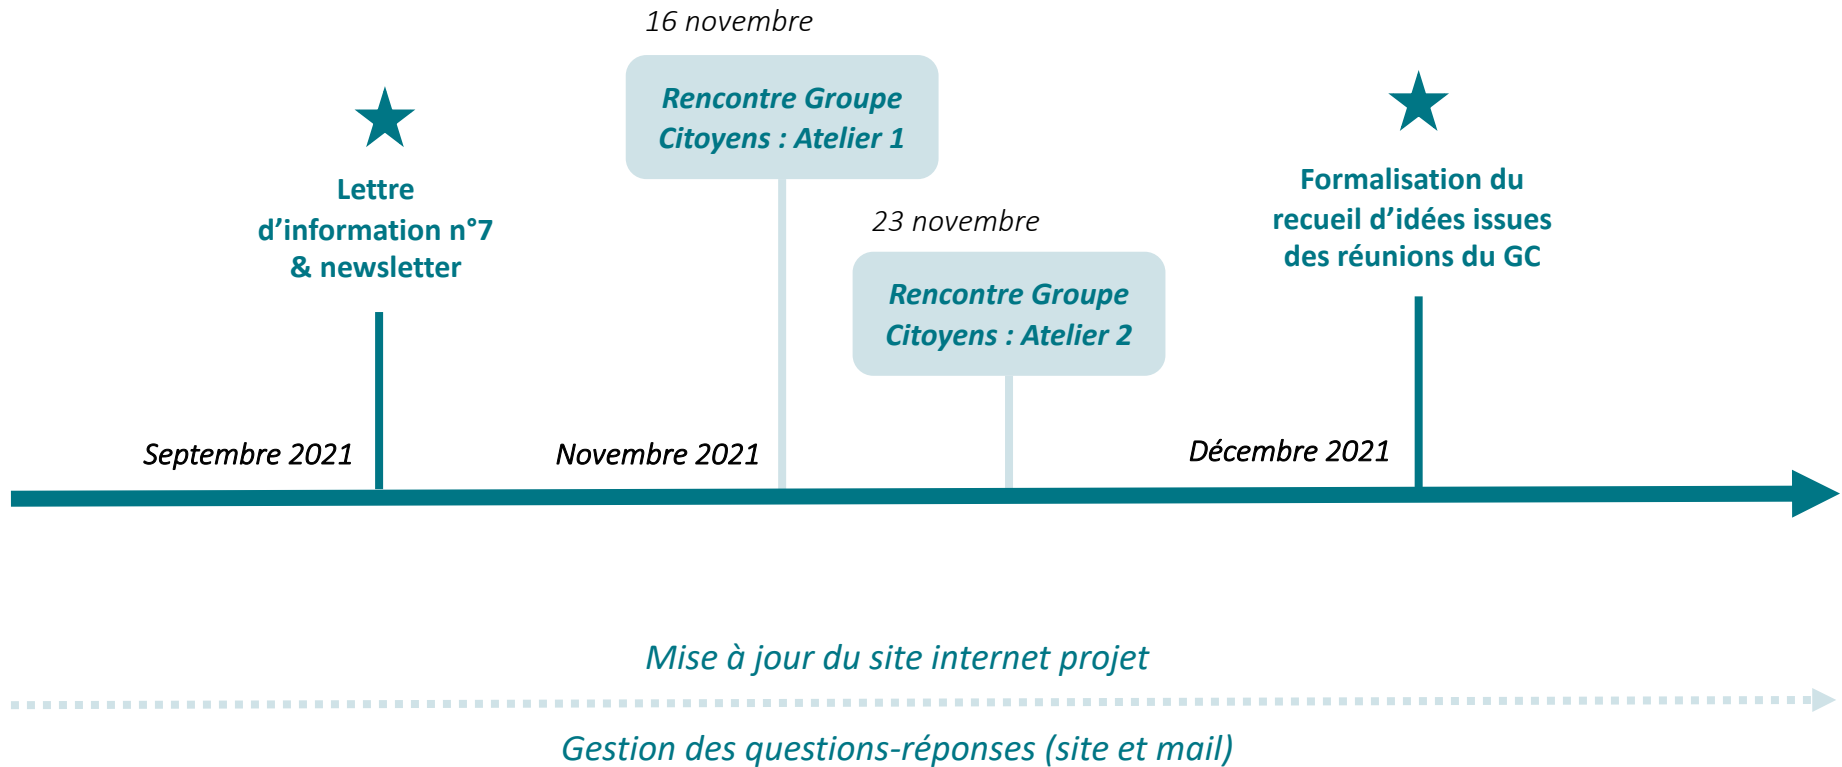 16 novembre
Rencontre Groupe
Citoyens : Atelier 1
Lettre
d’information n°7
& newsletter
23 novembre
Rencontre Groupe
Citoyens : Atelier 2
Formalisation du
recueil d’idées issues
des réunions du GC
Septembre 2021
Novembre 2021
Décembre 2021
Mise à jour du site internet projet
Gestion des questions-réponses (site et mail)